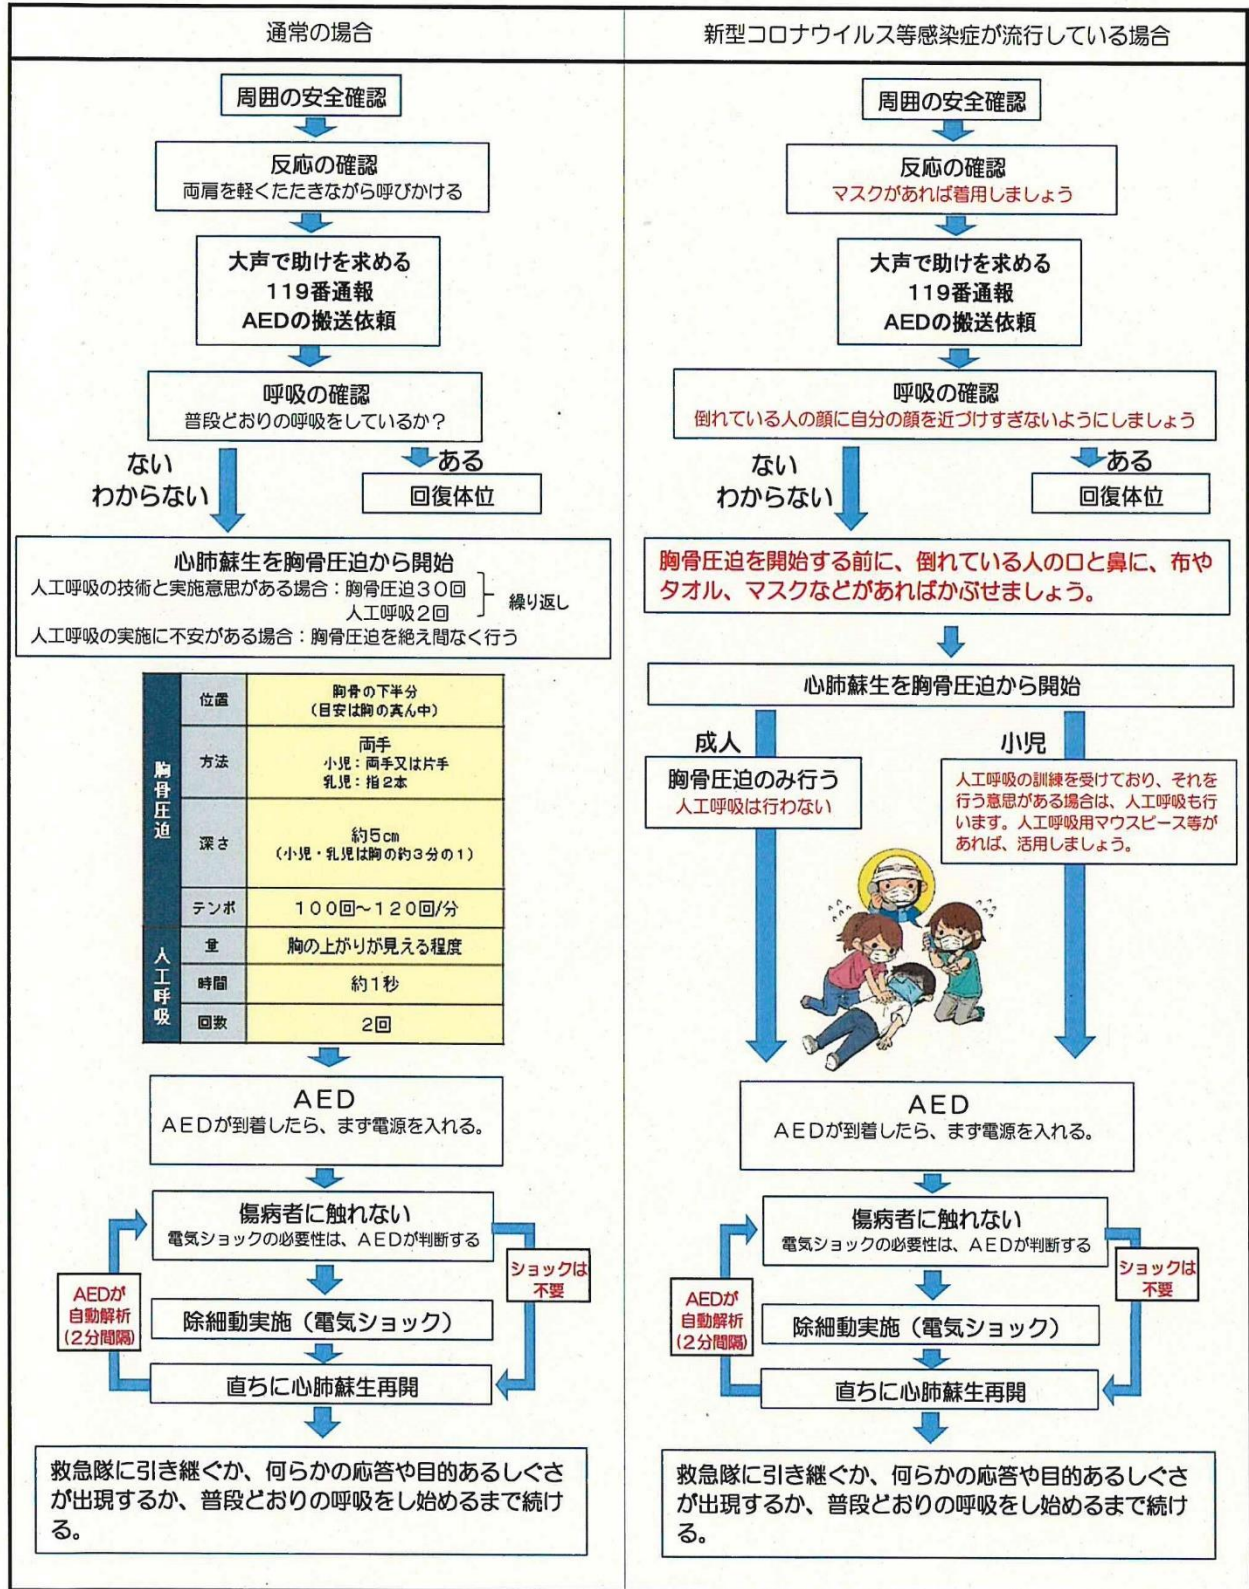 通常の場合
周囲の安全確認
反応の確認
両肩を軽くたたきながら呼びかける
大声で助けを求める
119番通報
AEDの搬送依頼
呼吸の確認
普段どおりの呼吸をしているか？
ない
わからない
ある
回復体位
心肺蘇生を胸骨圧迫から開始
人工呼吸の技術と実施意思がある場合：胸骨圧迫３０回
人工呼吸２回
繰り返し
人工呼吸の実施に不安がある場合：胸骨圧迫を絶え間なく行う
胸骨圧迫
位置
胸骨の下半分
（目安は胸の真ん中）
方法
両手
小児：両手又は片手
乳児：指２本
深さ
約５cm
（小児・乳児は胸の約３分の１）
テンポ
１００回～１２０回/分
人工呼吸
量
胸の上がりが見える程度
時間
約１秒
回数
２回
ＡＥＤ
ＡＥＤが到着したら、まず電源を入れる。
傷病者に触れない
電気ショックの必要性は、ＡＥＤが判断する
ショックは
不要
AEDが
自動解析
(２分間隔)
除細動実施（電気ショック）
直ちに心肺蘇生再開
救急隊に引き継ぐか、何らかの応答や目的あるしぐさ
が出現するか、普段どおりの呼吸をし始めるまで続け
る。
新型コロナウイルス等感染症が流行している場合
周囲の安全確認
反応の確認
マスクがあれば着用しましょう
大声で助けを求める
119番通報
AEDの搬送依頼
呼吸の確認
倒れている人の顔に自分の顔を近づけすぎないようにしましょう
ない
わからない
ある
回復体位
胸骨圧迫を開始する前に、倒れている人の口と鼻に、布や
タオル、マスクなどがあればかぶせましょう。
心肺蘇生を胸骨圧迫から開始
成人
胸骨圧迫のみ行う
人工呼吸は行わない
小児
人工呼吸の訓練を受けており、それを
行う意思がある場合は、人工呼吸も行
います。人工呼吸用マウスピース等が
あれば、活用しましょう。
ＡＥＤ
ＡＥＤが到着したら、まず電源を入れる。
傷病者に触れない
電気ショックの必要性は、ＡＥＤが判断する
ショックは
不要
AEDが
自動解析
(２分間隔)
除細動実施（電気ショック）
直ちに心肺蘇生再開
救急隊に引き継ぐか、何らかの応答や目的あるしぐさ
が出現するか、普段どおりの呼吸をし始めるまで続け
る。